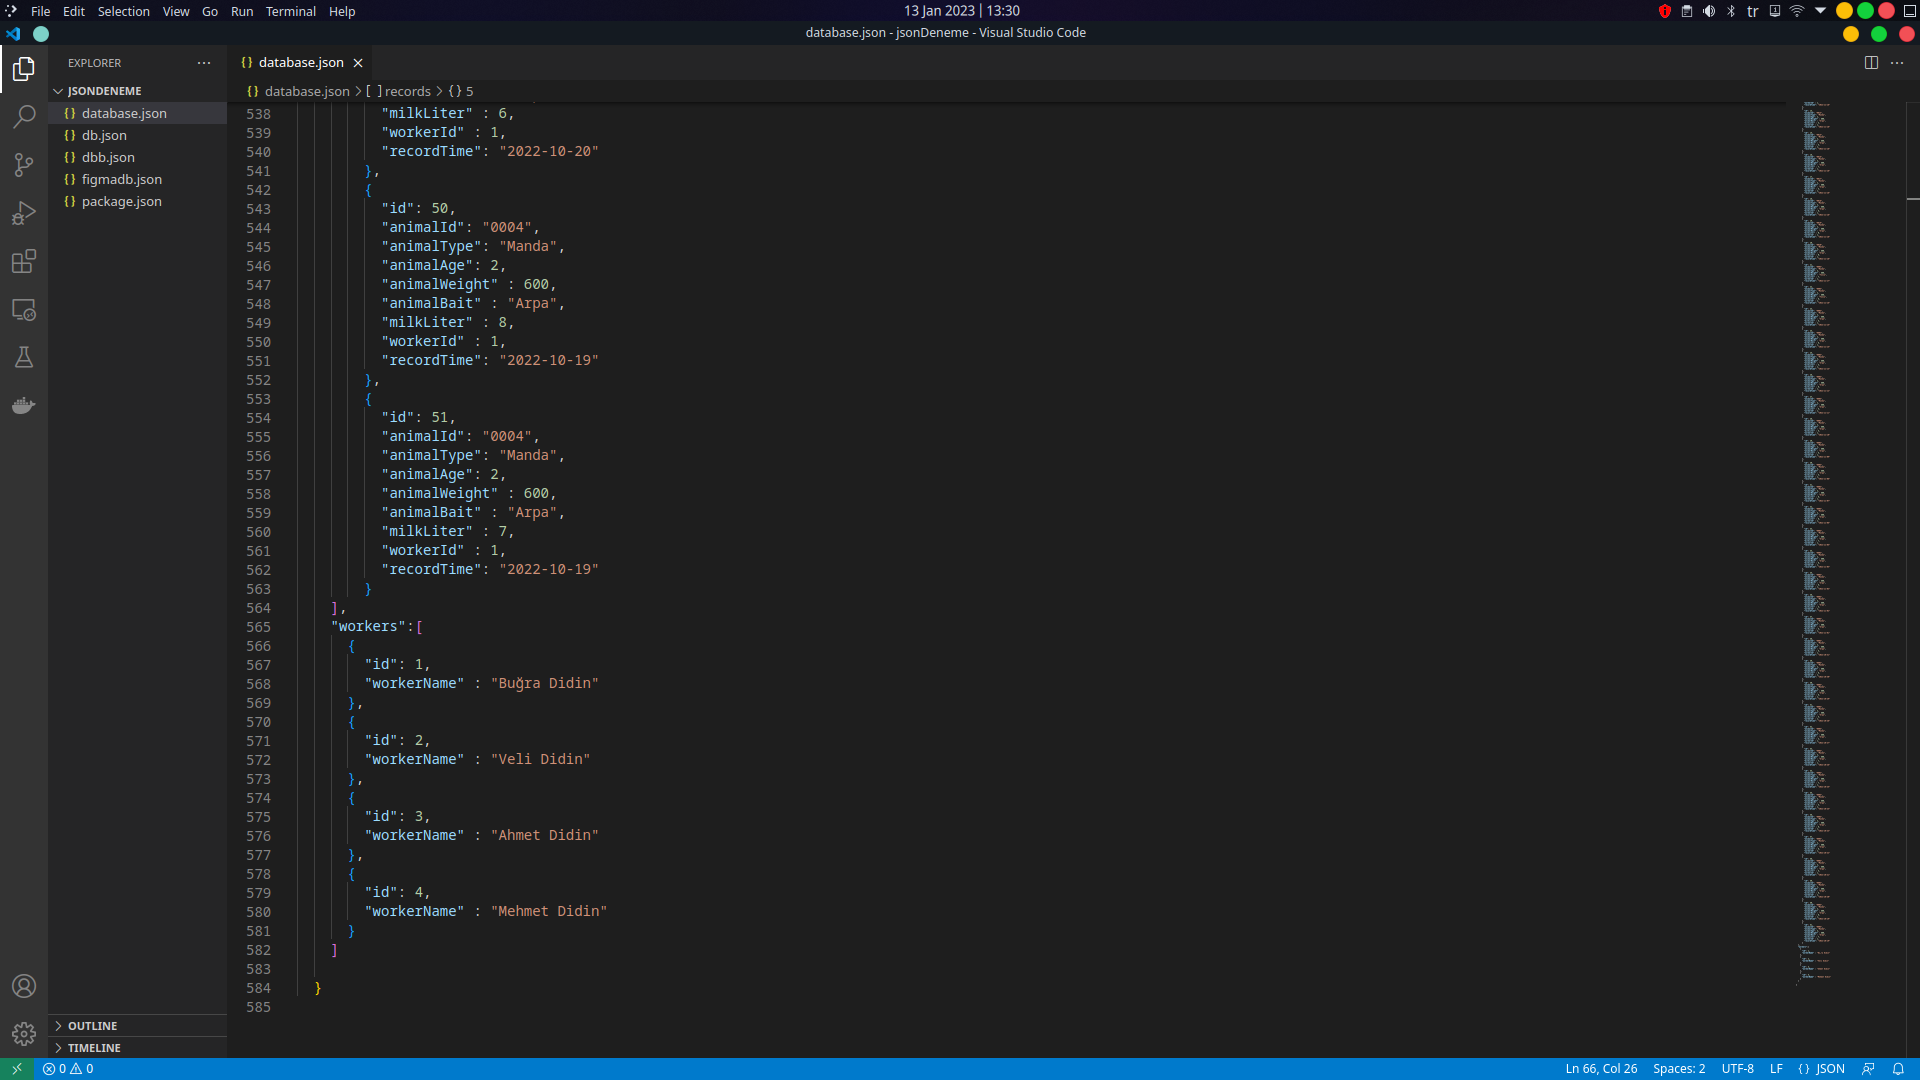 File Edit Selection View Go Run Terminal Help
13 Jan 2023 | 13:30
tr
database.json - jsonDeneme - Visual Studio Code
EXPLORER
JSONDENEME
database.json
db.json
dbb.json
figmadb.json
package.json
OUTLINE
TIMELINE
{} database.json
{} database.json > [ ] records > {} 5
538 "milkLiter" : 6,
539 "workerId" : 1,
540 "recordTime": "2022-10-20"
541 },
542 {
543 "id": 50,
544 "animalId": "0004",
545 "animalType": "Manda",
546 "animalAge": 2,
547 "animalWeight" : 600,
548 "animalBait" : "Arpa",
549 "milkLiter" : 8,
550 "workerId" : 1,
551 "recordTime": "2022-10-19"
552 },
553 {
554 "id": 51,
555 "animalId": "0004",
556 "animalType": "Manda",
557 "animalAge": 2,
558 "animalWeight" : 600,
559 "animalBait" : "Arpa",
560 "milkLiter" : 7,
561 "workerId" : 1,
562 "recordTime": "2022-10-19"
563 }
564 ],
565 "workers":[
566 {
567 "id": 1,
568 "workerName" : "Buğra Didin"
569 },
570 {
571 "id": 2,
572 "workerName" : "Veli Didin"
573 },
574 {
575 "id": 3,
576 "workerName" : "Ahmet Didin"
577 },
578 {
579 "id": 4,
580 "workerName" : "Mehmet Didin"
581 }
582 ]
583
584 }
585
0 0
Ln 66, Col 26 Spaces: 2 UTF-8 LF {} JSON